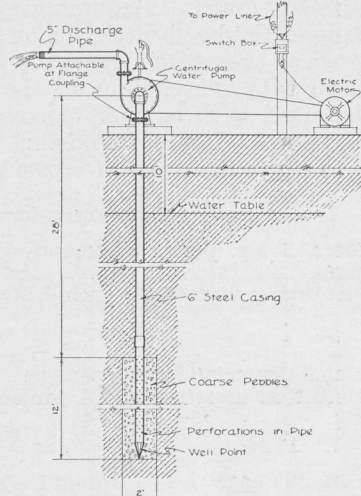 To Power Line
5" Discharge
Pipe
Switch Box
Pump Attachable
at Flange
Coupling
Centrifugal
Water Pump
Electric
Motor
10'
Water Table
28'
6" Steel Casing
Coarse Pebbles
12'
Perforations in Pipe
Well Point
2'